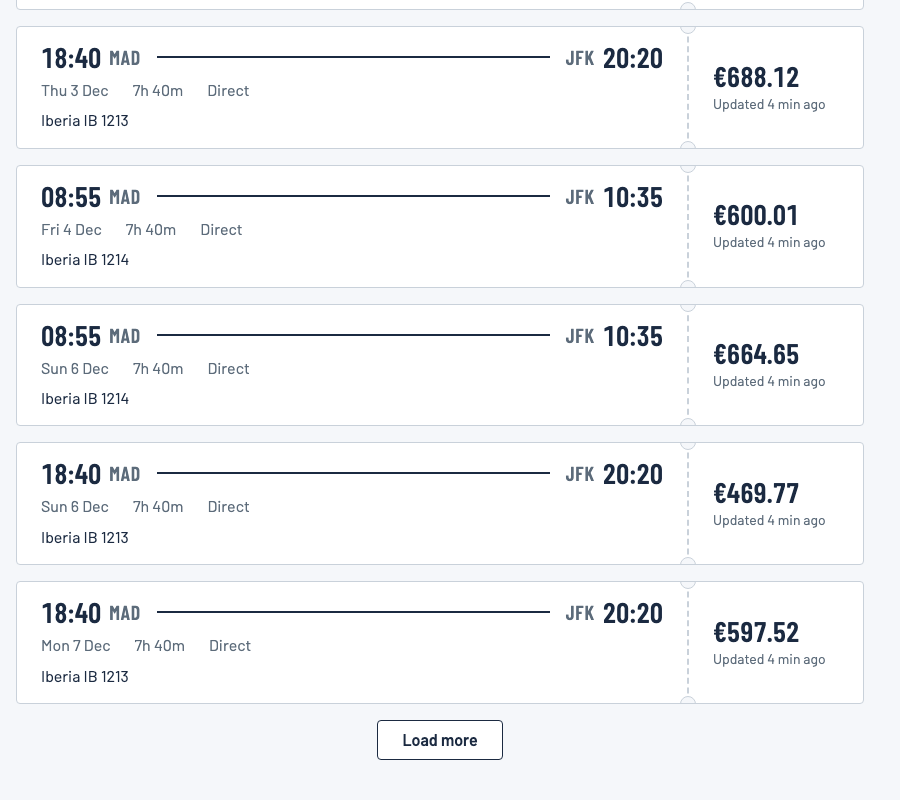 18:40 MAD JFK 20:20
Thu 3 Dec 7h 40m Direct
Iberia IB 1213
€688.12
Updated 4 min ago
08:55 MAD JFK 10:35
Fri 4 Dec 7h 40m Direct
Iberia IB 1214
€600.01
Updated 4 min ago
08:55 MAD JFK 10:35
Sun 6 Dec 7h 40m Direct
Iberia IB 1214
€664.65
Updated 4 min ago
18:40 MAD JFK 20:20
Sun 6 Dec 7h 40m Direct
Iberia IB 1213
€469.77
Updated 4 min ago
18:40 MAD JFK 20:20
Mon 7 Dec 7h 40m Direct
Iberia IB 1213
€597.52
Updated 4 min ago
Load more